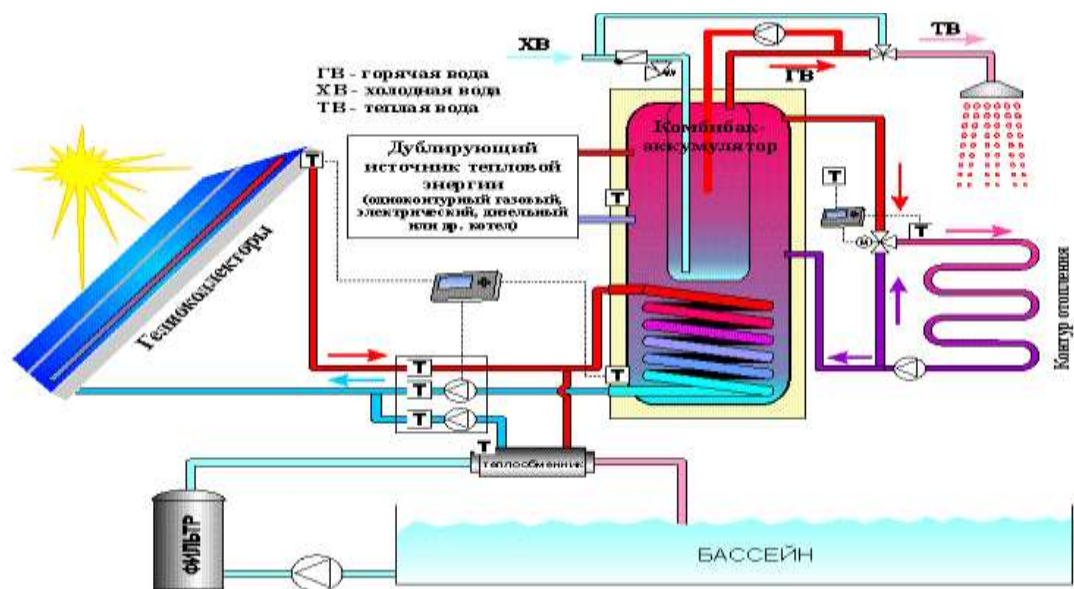 ХВ
ТВ
ГВ
ГВ - горячая вода
ХВ - холодная вода
ТВ - теплая вода
Комбибак-
аккумулятор
Дублирующий
источник тепловой
энергии
(одноконтурный газовый,
электрический, дизельный
или др. котел)
Т
Т
Т
Т
М
Гелиоколлекторы
Контур отопления
Т
Т
Т
Т
Т
теплообменник
ФИЛЬТР
БАССЕЙН